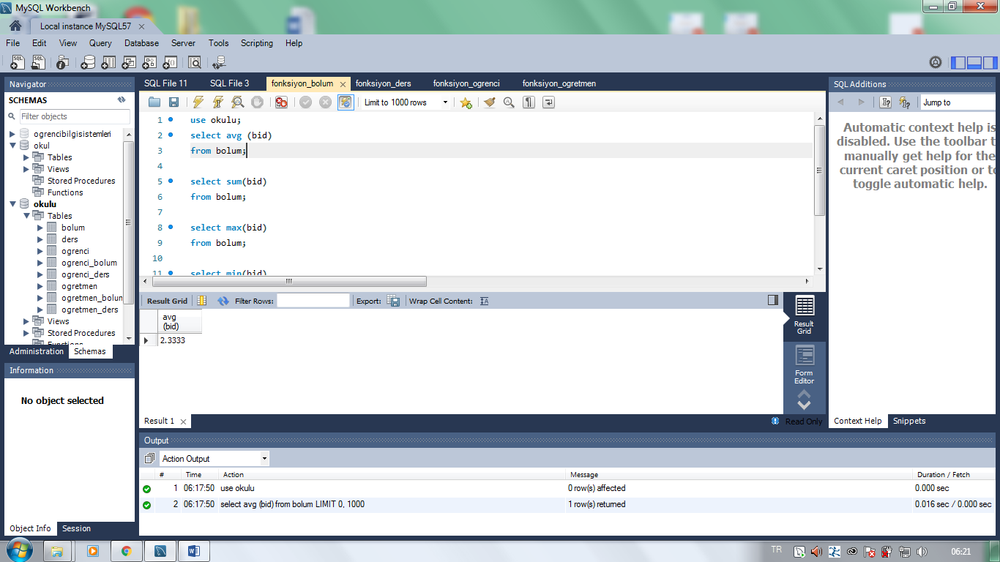 MySQL Workbench
Local instance MySQL57
File Edit View Query Database Server Tools Scripting Help
Navigator
SCHEMAS
Filter objects
ogrencibilgisistemleri
okul
Tables
Views
Stored Procedures
Functions
okulu
Tables
bolum
ders
ogrenci
ogrenci_bolum
ogrenci_ders
ogretmen
ogretmen_bolun
ogretmen_ders
Views
Stored Procedures
Functions
Administration Schemas
Information
No object selected
Object Info Session
SQL File 11 SQL File 3 fonksiyon_bolum fonksiyon_ders fonksiyon_ogrenci fonksiyon_ogretmen
Limit to 1000 rows
1 use okulu;
2 select avg (bid)
3 from bolum;
4
5 select sum(bid)
6 from bolum;
7
8 select max(bid)
9 from bolum;
10
11 select min(bid)
Result Grid Filter Rows: Export: Wrap Cell Content:
avg
(bid)
2.3333
Result
Grid
Form
Editor
Result 1
Read Only
SQL Additions
Jump to
Automatic context help is
disabled. Use the toolbar t
manually get help for the
current caret position or to
toggle automatic help.
Context Help Snippets
Output
Action Output
# Time Action Message Duration / Fetch
1 06:17:50 use okulu 0 row(s) affected 0.000 sec
2 06:17:50 select avg (bid) from bolum LIMIT 0, 1000 1 row(s) returned 0.016 sec / 0.000 sec
TR
06:21